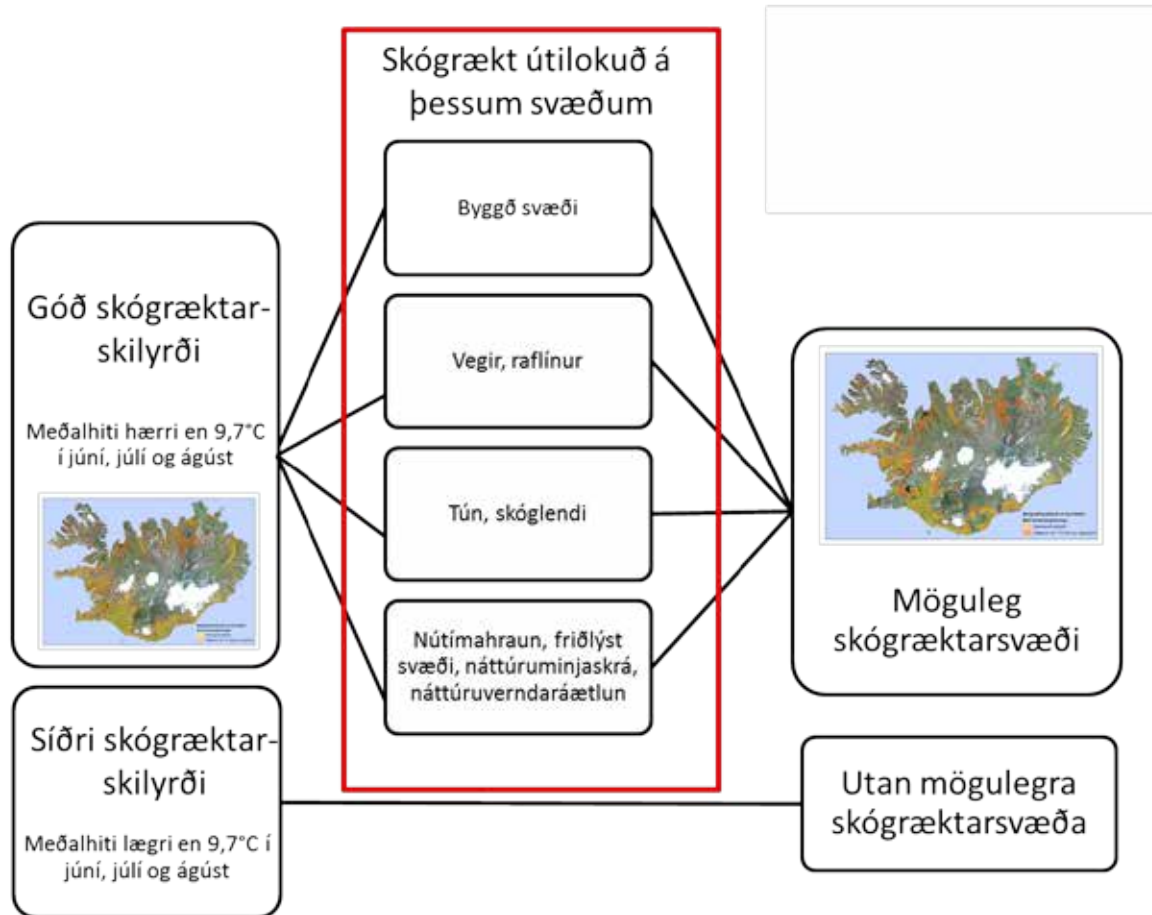 Skógrækt útilokuð á
þessum svæðum
Byggð svæði
Vegir, raflínur
Tún, skóglendi
Nútímahraun, friðlýst
svæði, náttúruminjaskrá,
náttúruverndaráætlun
Góð skógræktar-
skilyrði
Meðalhiti hærri en 9,7°C
í júní, júlí og ágúst
Síðri skógræktar-
skilyrði
Meðalhiti lægri en 9,7°C í
júní, júlí og ágúst
Möguleg
skógræktarsvæði
Utan mögulegra
skógræktarsvæða